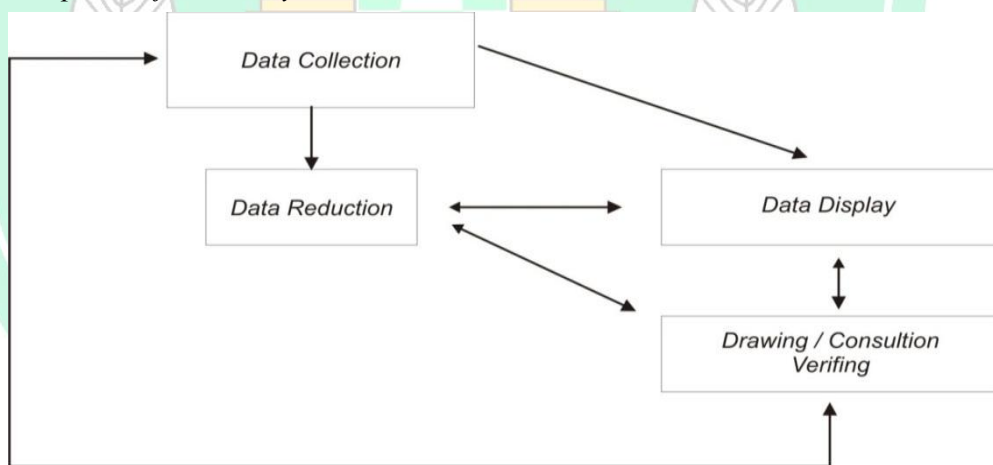 Data Collection
Data Reduction
Data Display
Drawing / Consultion
Verifing